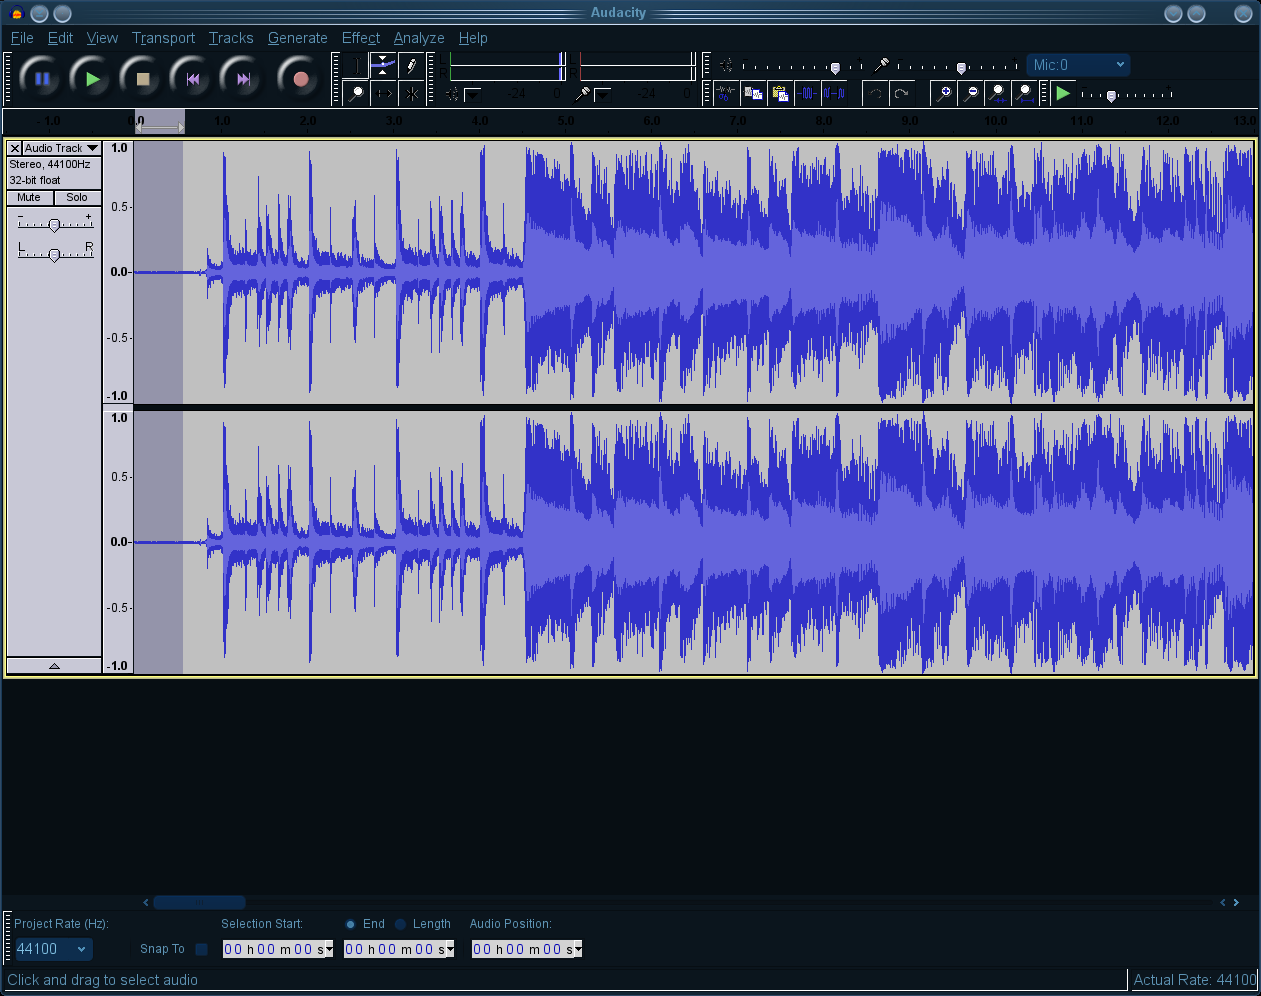 Audacity
File Edit View Transport Tracks Generate Effect Analyze Help
L
R
-24 0 -24 0
Mic:0
- 1.0 0.0 1.0 2.0 3.0 4.0 5.0 6.0 7.0 8.0 9.0 10.0 11.0 12.0 13.0
Audio Track
Stereo, 44100Hz
32-bit float
Mute Solo
- +
L R
1.0
0.5-
0.0-
-0.5-
-1.0
1.0
0.5-
0.0-
-0.5-
-1.0
Project Rate (Hz): Selection Start: End Length Audio Position:
44100 Snap To 00 h 00 m 00 s 00 h 00 m 00 s 00 h 00 m 00 s
Click and drag to select audio Actual Rate: 44100